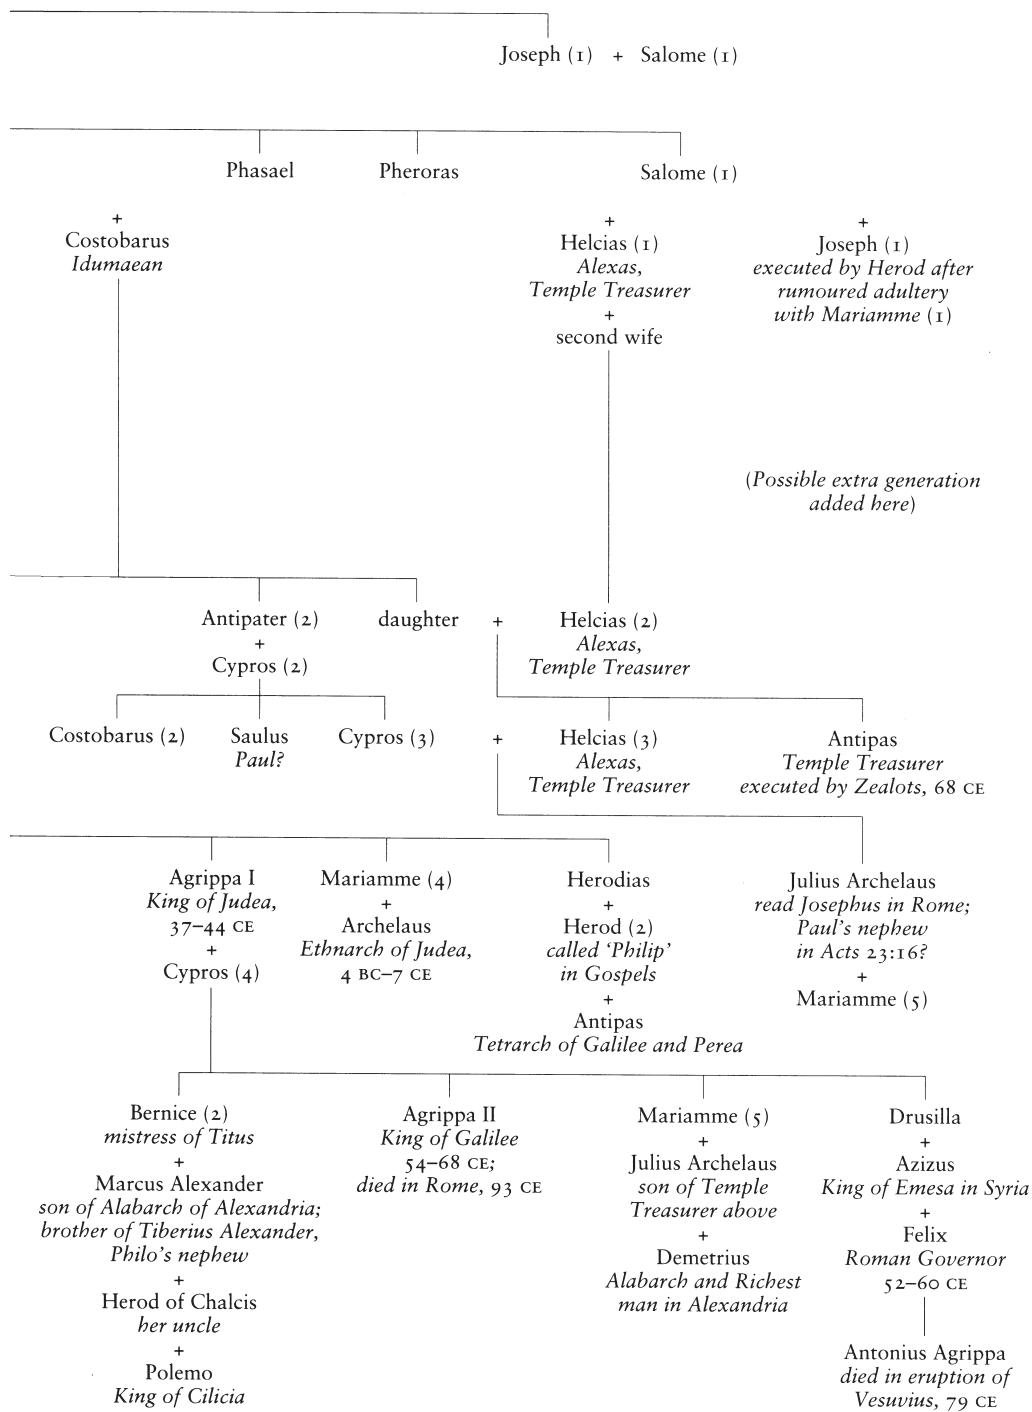 Joseph (1) + Salome (1)
Phasael
Pheroras
Salome (1)
+
Costobarus
Idumaean
+
Helcias (1)
Alexas,
Temple Treasurer
+
second wife
+
Joseph (1)
executed by Herod after
rumoured adultery
with Mariamme (1)
(Possible extra generation
added here)
Antipater (2)
+
Cypros (2)
daughter
+
Helcias (2)
Alexas,
Temple Treasurer
Costobarus (2)
Saulus
Paul?
Cypros (3)
+
Helcias (3)
Alexas,
Temple Treasurer
Antipas
Temple Treasurer
executed by Zealots, 68 CE
Agrippa I
King of Judea,
37–44 CE
+
Cypros (4)
Mariamme (4)
+
Archelaus
Ethnarch of Judea,
4 BC–7 CE
Herodias
+
Herod (2)
called 'Philip'
in Gospels
+
Antipas
Tetrarch of Galilee and Perea
Julius Archelaus
read Josephus in Rome;
Paul's nephew
in Acts 23:16?
+
Mariamme (5)
Bernice (2)
mistress of Titus
+
Marcus Alexander
son of Alabarch of Alexandria;
brother of Tiberius Alexander,
Philo's nephew
+
Herod of Chalcis
her uncle
+
Polemo
King of Cilicia
Agrippa II
King of Galilee
54–68 CE;
died in Rome, 93 CE
Mariamme (5)
+
Julius Archelaus
son of Temple
Treasurer above
+
Demetrius
Alabarch and Richest
man in Alexandria
Drusilla
+
Azizus
King of Emesa in Syria
+
Felix
Roman Governor
52–60 CE
Antonius Agrippa
died in eruption of
Vesuvius, 79 CE